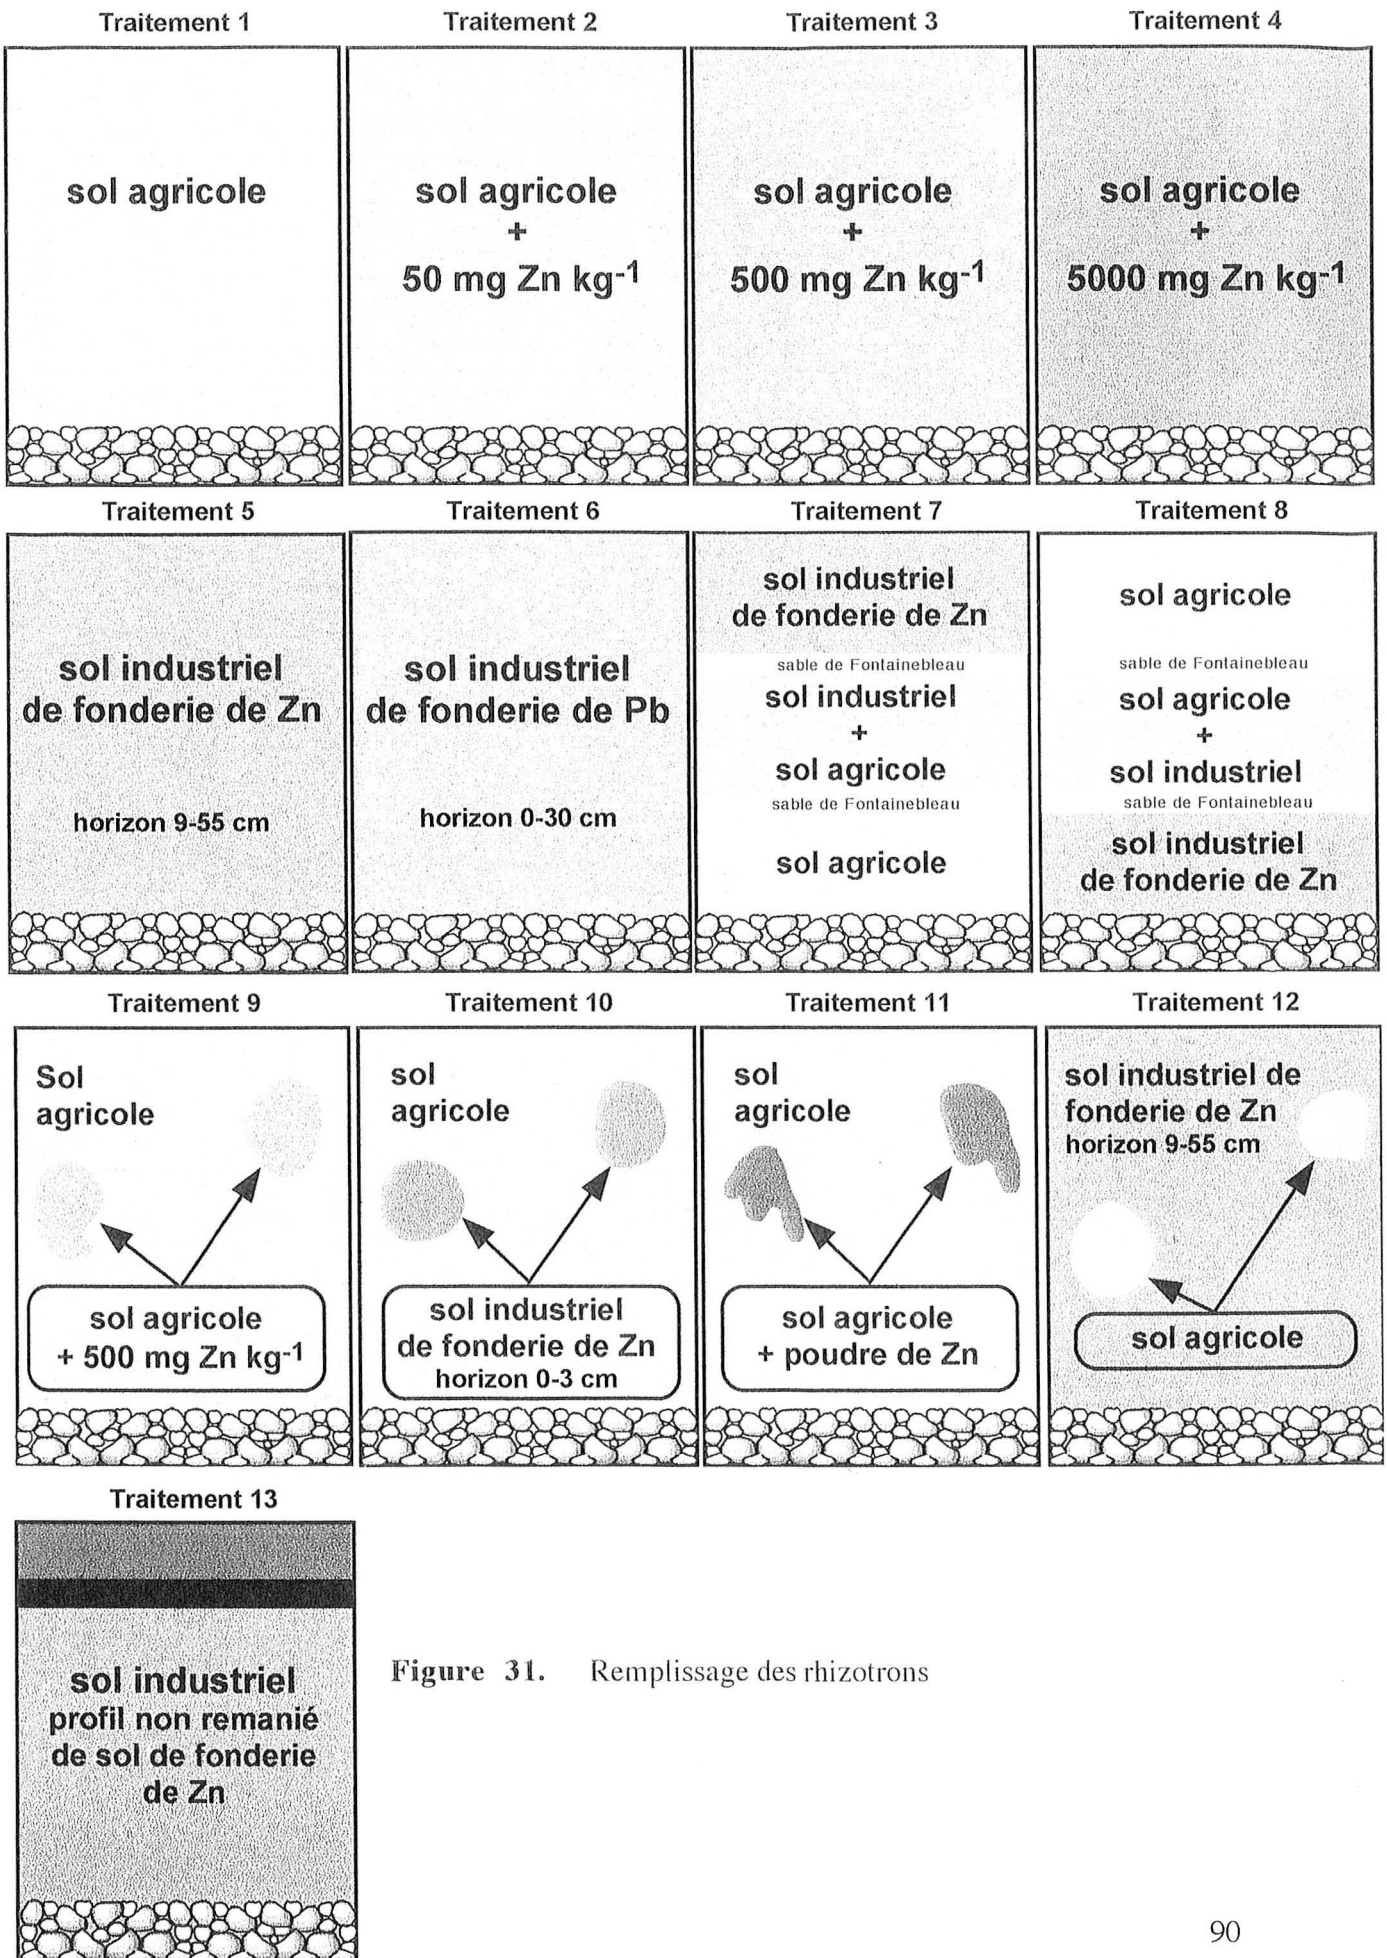 Traitement 1
Traitement 2
Traitement 3
Traitement 4
sol agricole
sol agricole
+
50 mg Zn kg-1
sol agricole
+
500 mg Zn kg-1
sol agricole
+
5000 mg Zn kg-1
Traitement 5
Traitement 6
Traitement 7
Traitement 8
sol industriel
de fonderie de Zn
horizon 9-55 cm
sol industriel
de fonderie de Pb
horizon 0-30 cm
sol industriel
de fonderie de Zn
sable de Fontainebleau
sol industriel
+
sol agricole
sable de Fontainebleau
sol agricole
sol agricole
sable de Fontainebleau
sol agricole
+
sol industriel
sable de Fontainebleau
sol industriel
de fonderie de Zn
Traitement 9
Traitement 10
Traitement 11
Traitement 12
Sol
agricole
sol agricole
+ 500 mg Zn kg-1
sol
agricole
sol industriel
de fonderie de Zn
horizon 0-3 cm
sol
agricole
sol agricole
+ poudre de Zn
sol industriel de
fonderie de Zn
horizon 9-55 cm
sol agricole
Traitement 13
sol industriel
profil non remanié
de sol de fonderie
de Zn
Figure 31. Remplissage des rhizotrons
90